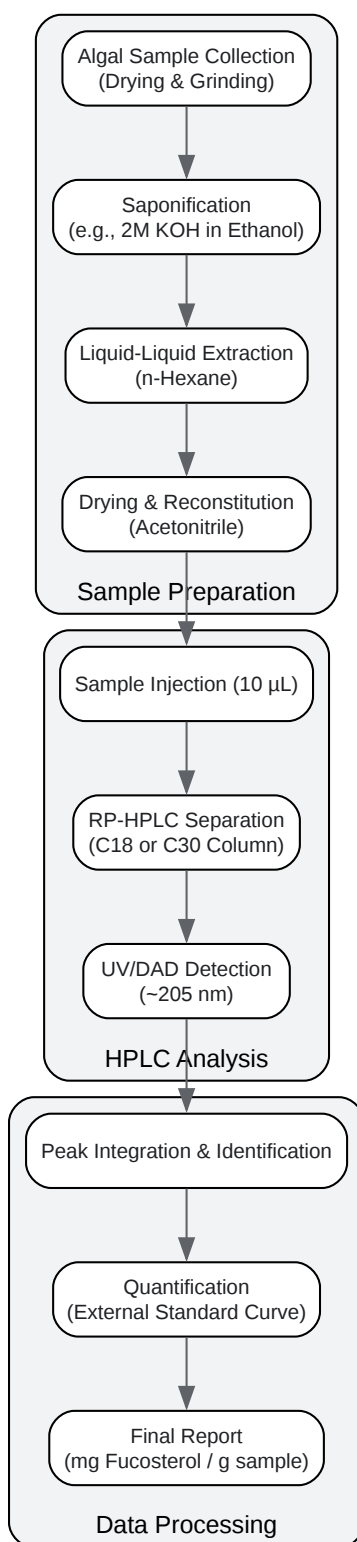 Algal Sample Collection
(Drying & Grinding)
Saponification
(e.g., 2M KOH in Ethanol)
Liquid-Liquid Extraction
(n-Hexane)
Drying & Reconstitution
(Acetonitrile)
Sample Preparation
Sample Injection (10 µL)
RP-HPLC Separation
(C18 or C30 Column)
UV/DAD Detection
(~205 nm)
HPLC Analysis
Peak Integration & Identification
Quantification
(External Standard Curve)
Final Report
(mg Fucosterol / g sample)
Data Processing